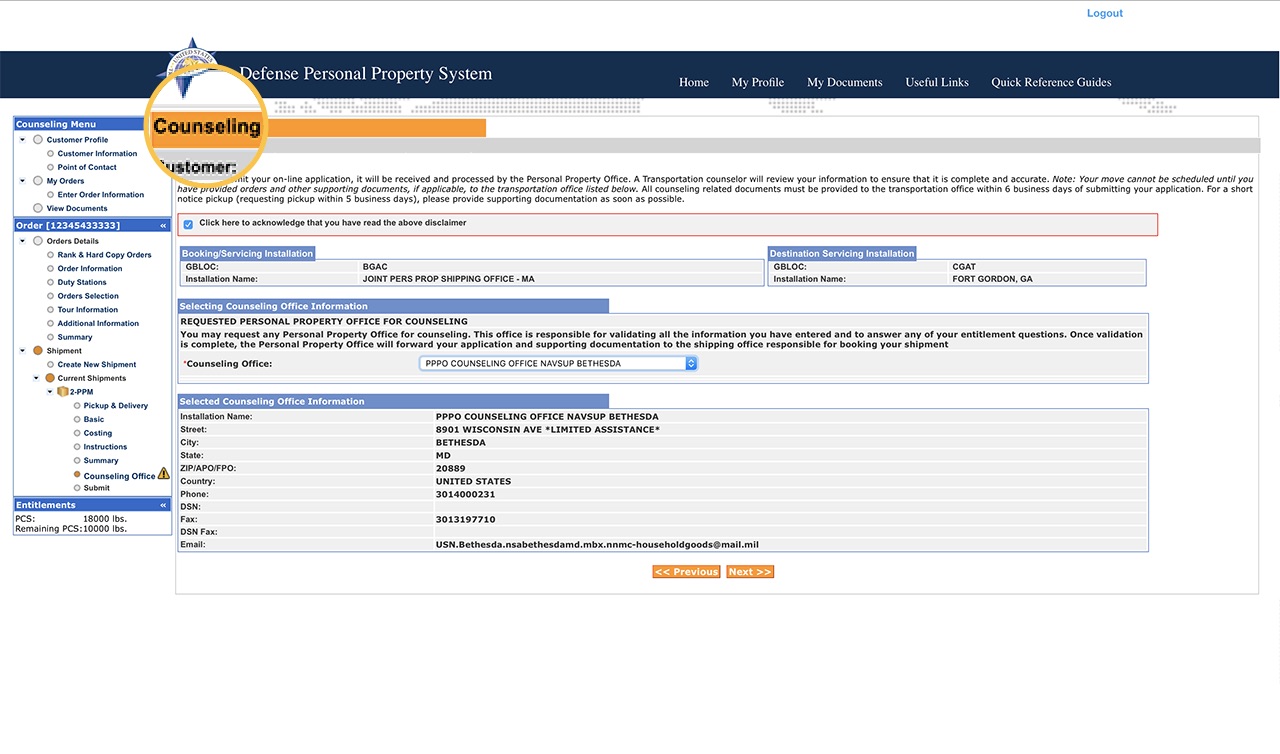 Logout
UNITED STATES
Defense Personal Property System
Home My Profile My Documents Useful Links Quick Reference Guides
Counseling
Customer:
Counseling Menu
Customer Profile
Customer Information
Point of Contact
My Orders
Enter Order Information
View Documents
Order [12345433333] «
Orders Details
Rank & Hard Copy Orders
Order Information
Duty Stations
Orders Selection
Tour Information
Additional Information
Summary
Shipment
Create New Shipment
Current Shipments
2-PPM
Pickup & Delivery
Basic
Costing
Instructions
Summary
Counseling Office
Submit
Entitlements «
PCS: 18000 lbs.
Remaining PCS:10000 lbs.
your on-line application, it will be received and processed by the Personal Property Office. A Transportation counselor will review your information to ensure that it is complete and accurate. Note: Your move cannot be scheduled until you
have provided orders and other supporting documents, if applicable, to the transportation office listed below. All counseling related documents must be provided to the transportation office within 6 business days of submitting your application. For a short
notice pickup (requesting pickup within 5 business days), please provide supporting documentation as soon as possible.
Click here to acknowledge that you have read the above disclaimer
Booking/Servicing Installation
GBLOC: BGAC
Installation Name: JOINT PERS PROP SHIPPING OFFICE - MA
Destination Servicing Installation
GBLOC: CGAT
Installation Name: FORT GORDON, GA
Selecting Counseling Office Information
REQUESTED PERSONAL PROPERTY OFFICE FOR COUNSELING
You may request any Personal Property Office for counseling. This office is responsible for validating all the information you have entered and to answer any of your entitlement questions. Once validation
is complete, the Personal Property Office will forward your application and supporting documentation to the shipping office responsible for booking your shipment
*Counseling Office: PPPO COUNSELING OFFICE NAVSUP BETHESDA
Selected Counseling Office Information
Installation Name: PPPO COUNSELING OFFICE NAVSUP BETHESDA
Street: 8901 WISCONSIN AVE *LIMITED ASSISTANCE*
City: BETHESDA
State: MD
ZIP/APO/FPO: 20889
Country: UNITED STATES
Phone: 3014000231
DSN:
Fax: 3013197710
DSN Fax:
Email: USN.Bethesda.nsabethesdamd.mbx.nnmc-householdgoods@mail.mil
<< Previous Next >>